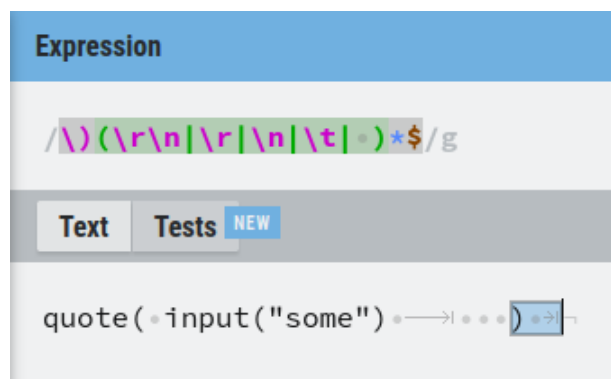 Expression
/\)(\r\n|\r|\n|\t| )*$/g
Text Tests NEW
quote( input("some") 	   )